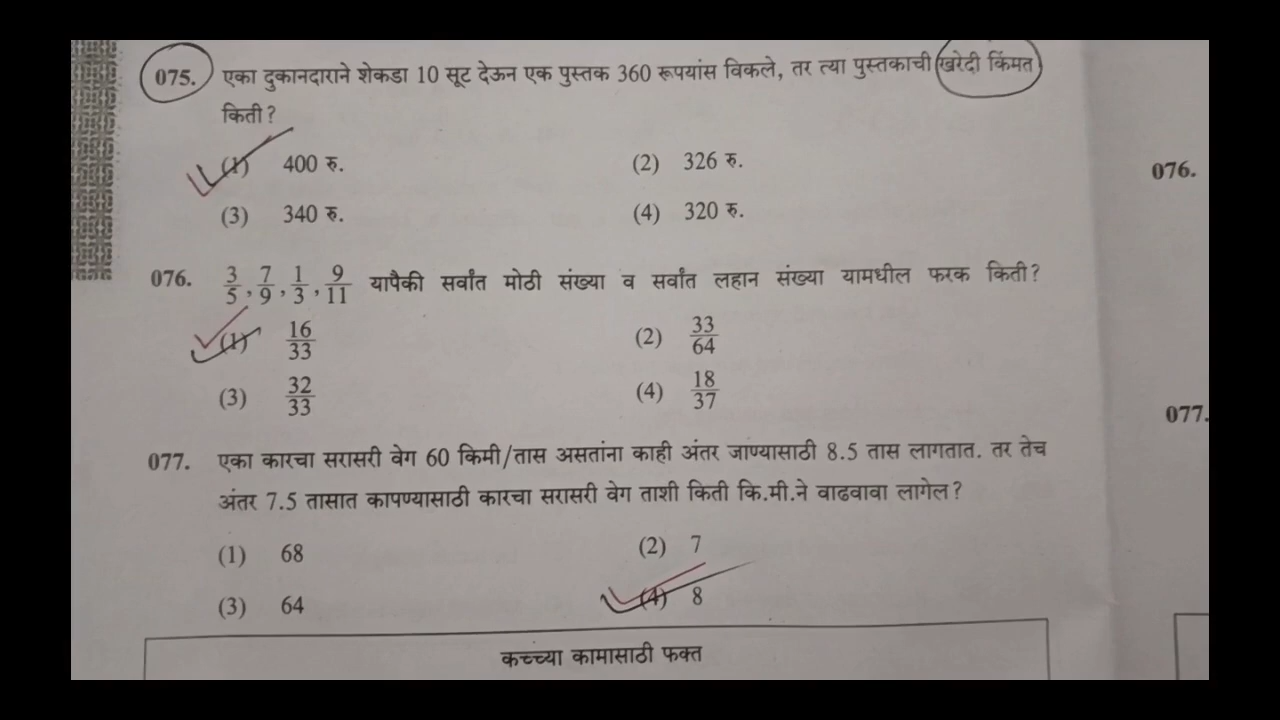 075. एका दुकानदाराने शेकडा 10 सूट देऊन एक पुस्तक 360 रूपयांस विकले, तर त्या पुस्तकाची खरेदी किंमत
किती?
(1) 400 रु. (2) 326 रु.
(3) 340 रु. (4) 320 रु.
076.
076. 3/5, 7/9, 1/3, 9/11 यापैकी सर्वांत मोठी संख्या व सर्वांत लहान संख्या यामधील फरक किती?
(1) 16/33 (2) 33/64
(3) 32/33 (4) 18/37
077.
077. एका कारचा सरासरी वेग 60 किमी/तास असतांना काही अंतर जाण्यासाठी 8.5 तास लागतात. तर तेच
अंतर 7.5 तासात कापण्यासाठी कारचा सरासरी वेग ताशी किती कि.मी.ने वाढवावा लागेल?
(1) 68 (2) 7
(3) 64 (4) 8
कच्च्या कामासाठी फक्त